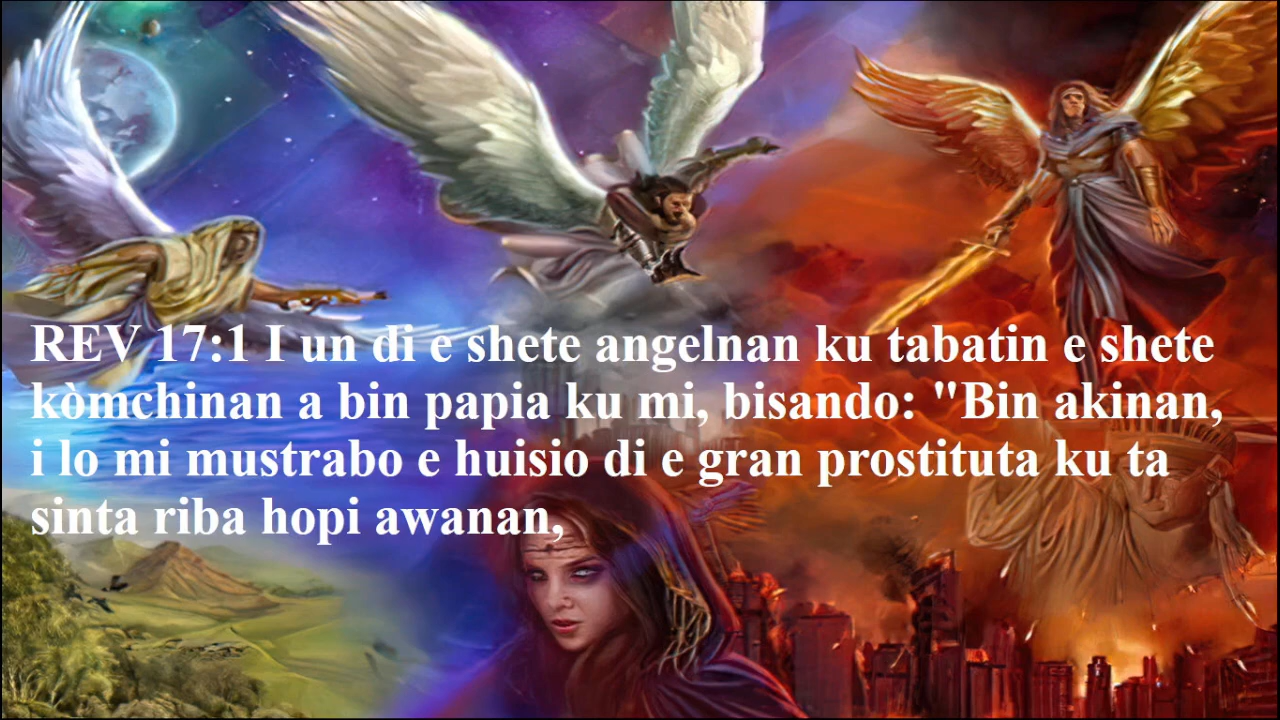 REV 17:1 I un di e shete angelnan ku tabatin e shete
kòmchinan a bin papia ku mi, bisando: "Bin akinan,
i lo mi mustrabo e huisio di e gran prostituta ku ta
sinta riba hopi awanan,